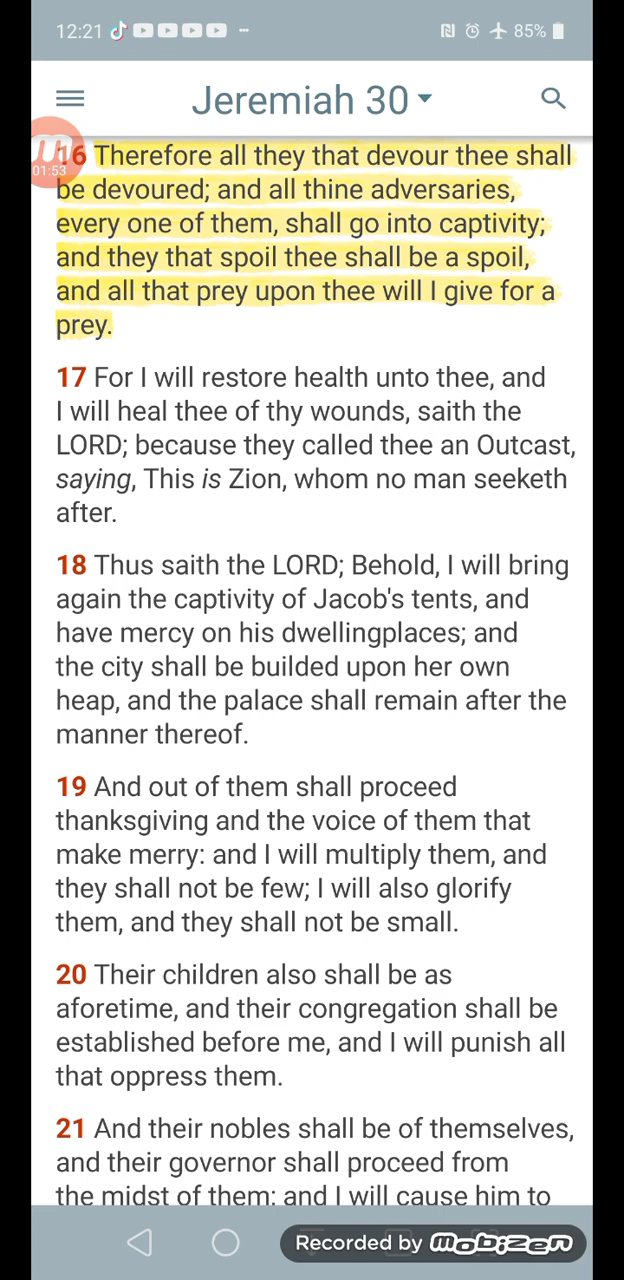 12:21 85%
Jeremiah 30
16 Therefore all they that devour thee shall
01:53
be devoured; and all thine adversaries,
every one of them, shall go into captivity;
and they that spoil thee shall be a spoil,
and all that prey upon thee will I give for a
prey.
17 For I will restore health unto thee, and
I will heal thee of thy wounds, saith the
LORD; because they called thee an Outcast,
saying, This is Zion, whom no man seeketh
after.
18 Thus saith the LORD; Behold, I will bring
again the captivity of Jacob's tents, and
have mercy on his dwellingplaces; and
the city shall be builded upon her own
heap, and the palace shall remain after the
manner thereof.
19 And out of them shall proceed
thanksgiving and the voice of them that
make merry: and I will multiply them, and
they shall not be few; I will also glorify
them, and they shall not be small.
20 Their children also shall be as
aforetime, and their congregation shall be
established before me, and I will punish all
that oppress them.
21 And their nobles shall be of themselves,
and their governor shall proceed from
the midst of them; and I will cause him to
Recorded by mobizen